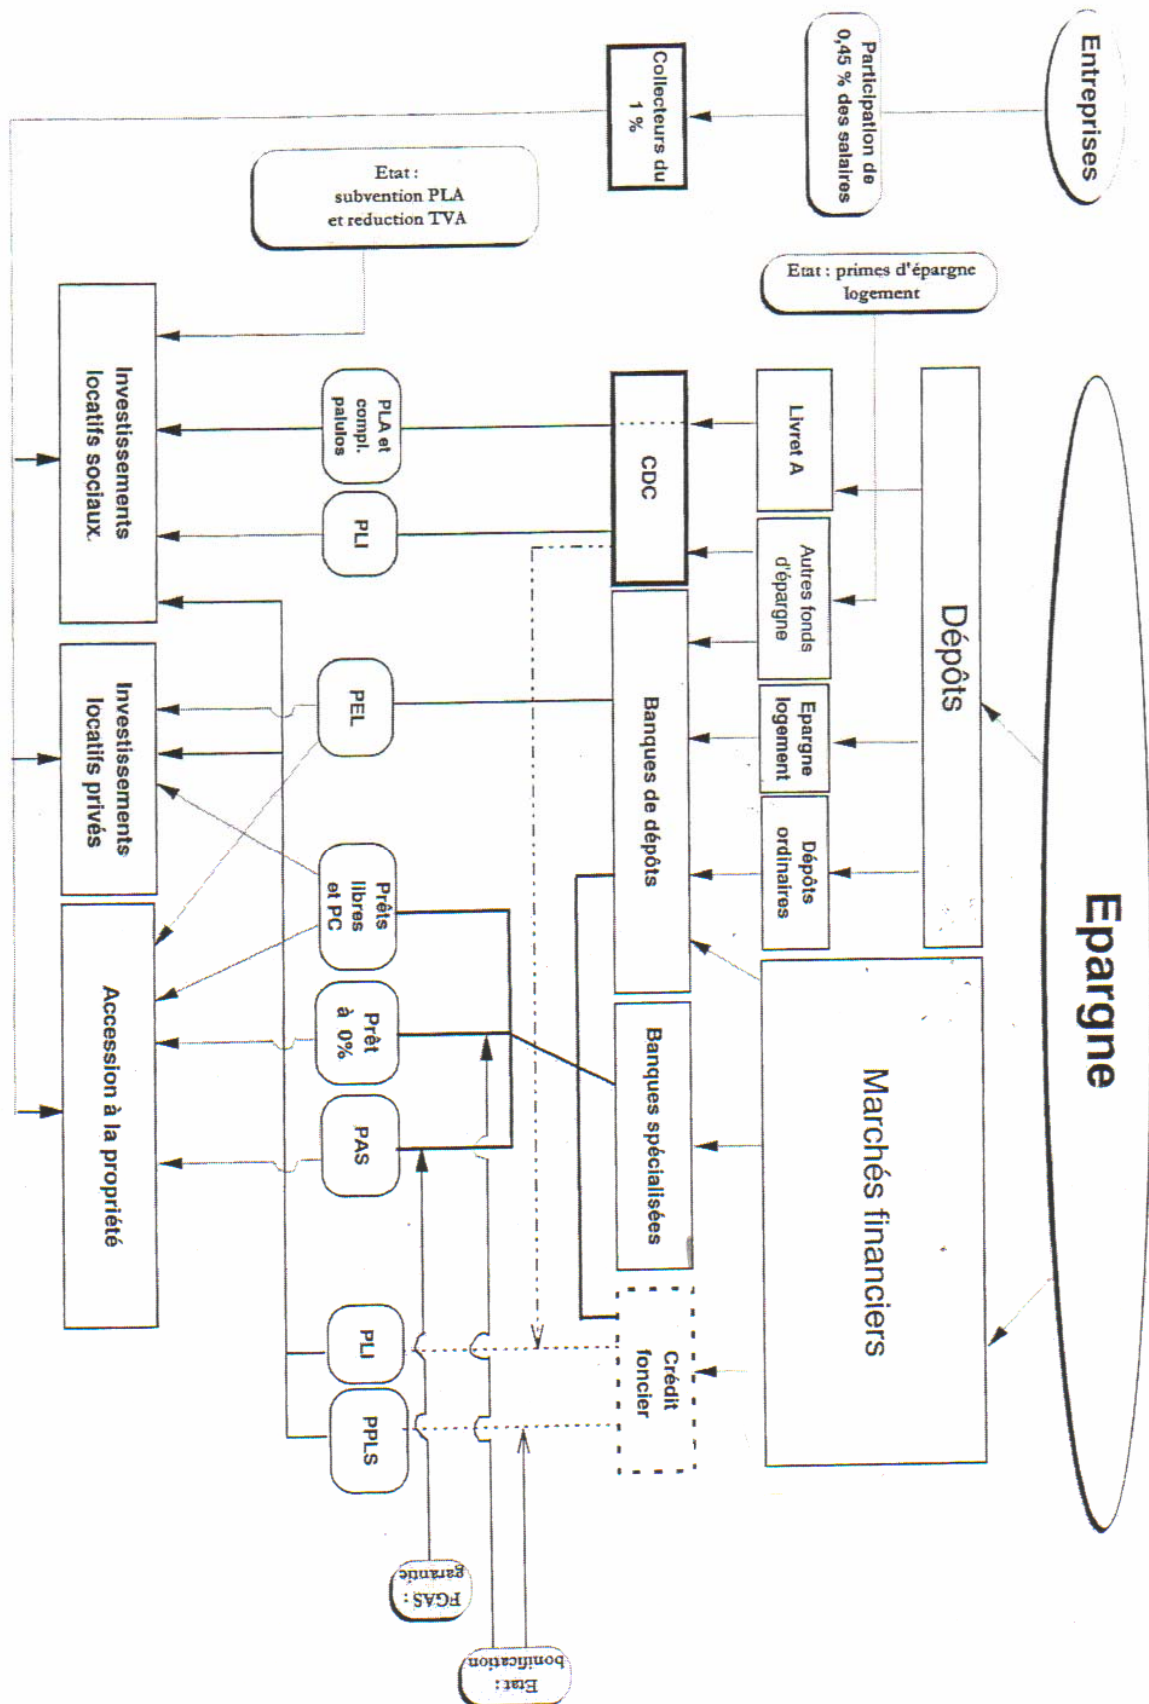 Entreprises
Epargne
Participation de
0,45 % des salaires
Etat : primes d'épargne
logement
Dépôts
Marchés financiers
Livret A
Autres fonds
d'épargne
Epargne
logement
Dépôts
ordinaires
Collecteurs du
1 %
CDC
Banques de dépôts
Banques spécialisées
Crédit
foncier
Etat :
bonification
FGAS :
garantie
Etat :
subvention PLA
et reduction TVA
PLA et
compl.
palulos
PLI
PEL
Prêts
libres
et PC
Prêt
à 0%
PAS
PLI
PPLS
Investissements
locatifs sociaux.
Investissements
locatifs privés
Accession à la propriété